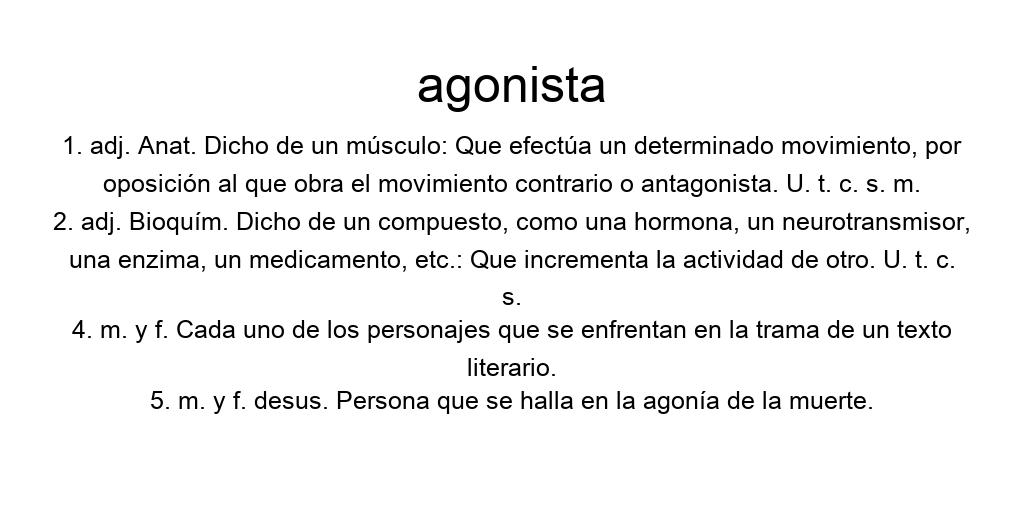 agonista
1. adj. Anat. Dicho de un músculo: Que efectúa un determinado movimiento, por
oposición al que obra el movimiento contrario o antagonista. U. t. c. s. m.
2. adj. Bioquím. Dicho de un compuesto, como una hormona, un neurotransmisor,
una enzima, un medicamento, etc.: Que incrementa la actividad de otro. U. t. c.
s.
4. m. y f. Cada uno de los personajes que se enfrentan en la trama de un texto
literario.
5. m. y f. desus. Persona que se halla en la agonía de la muerte.